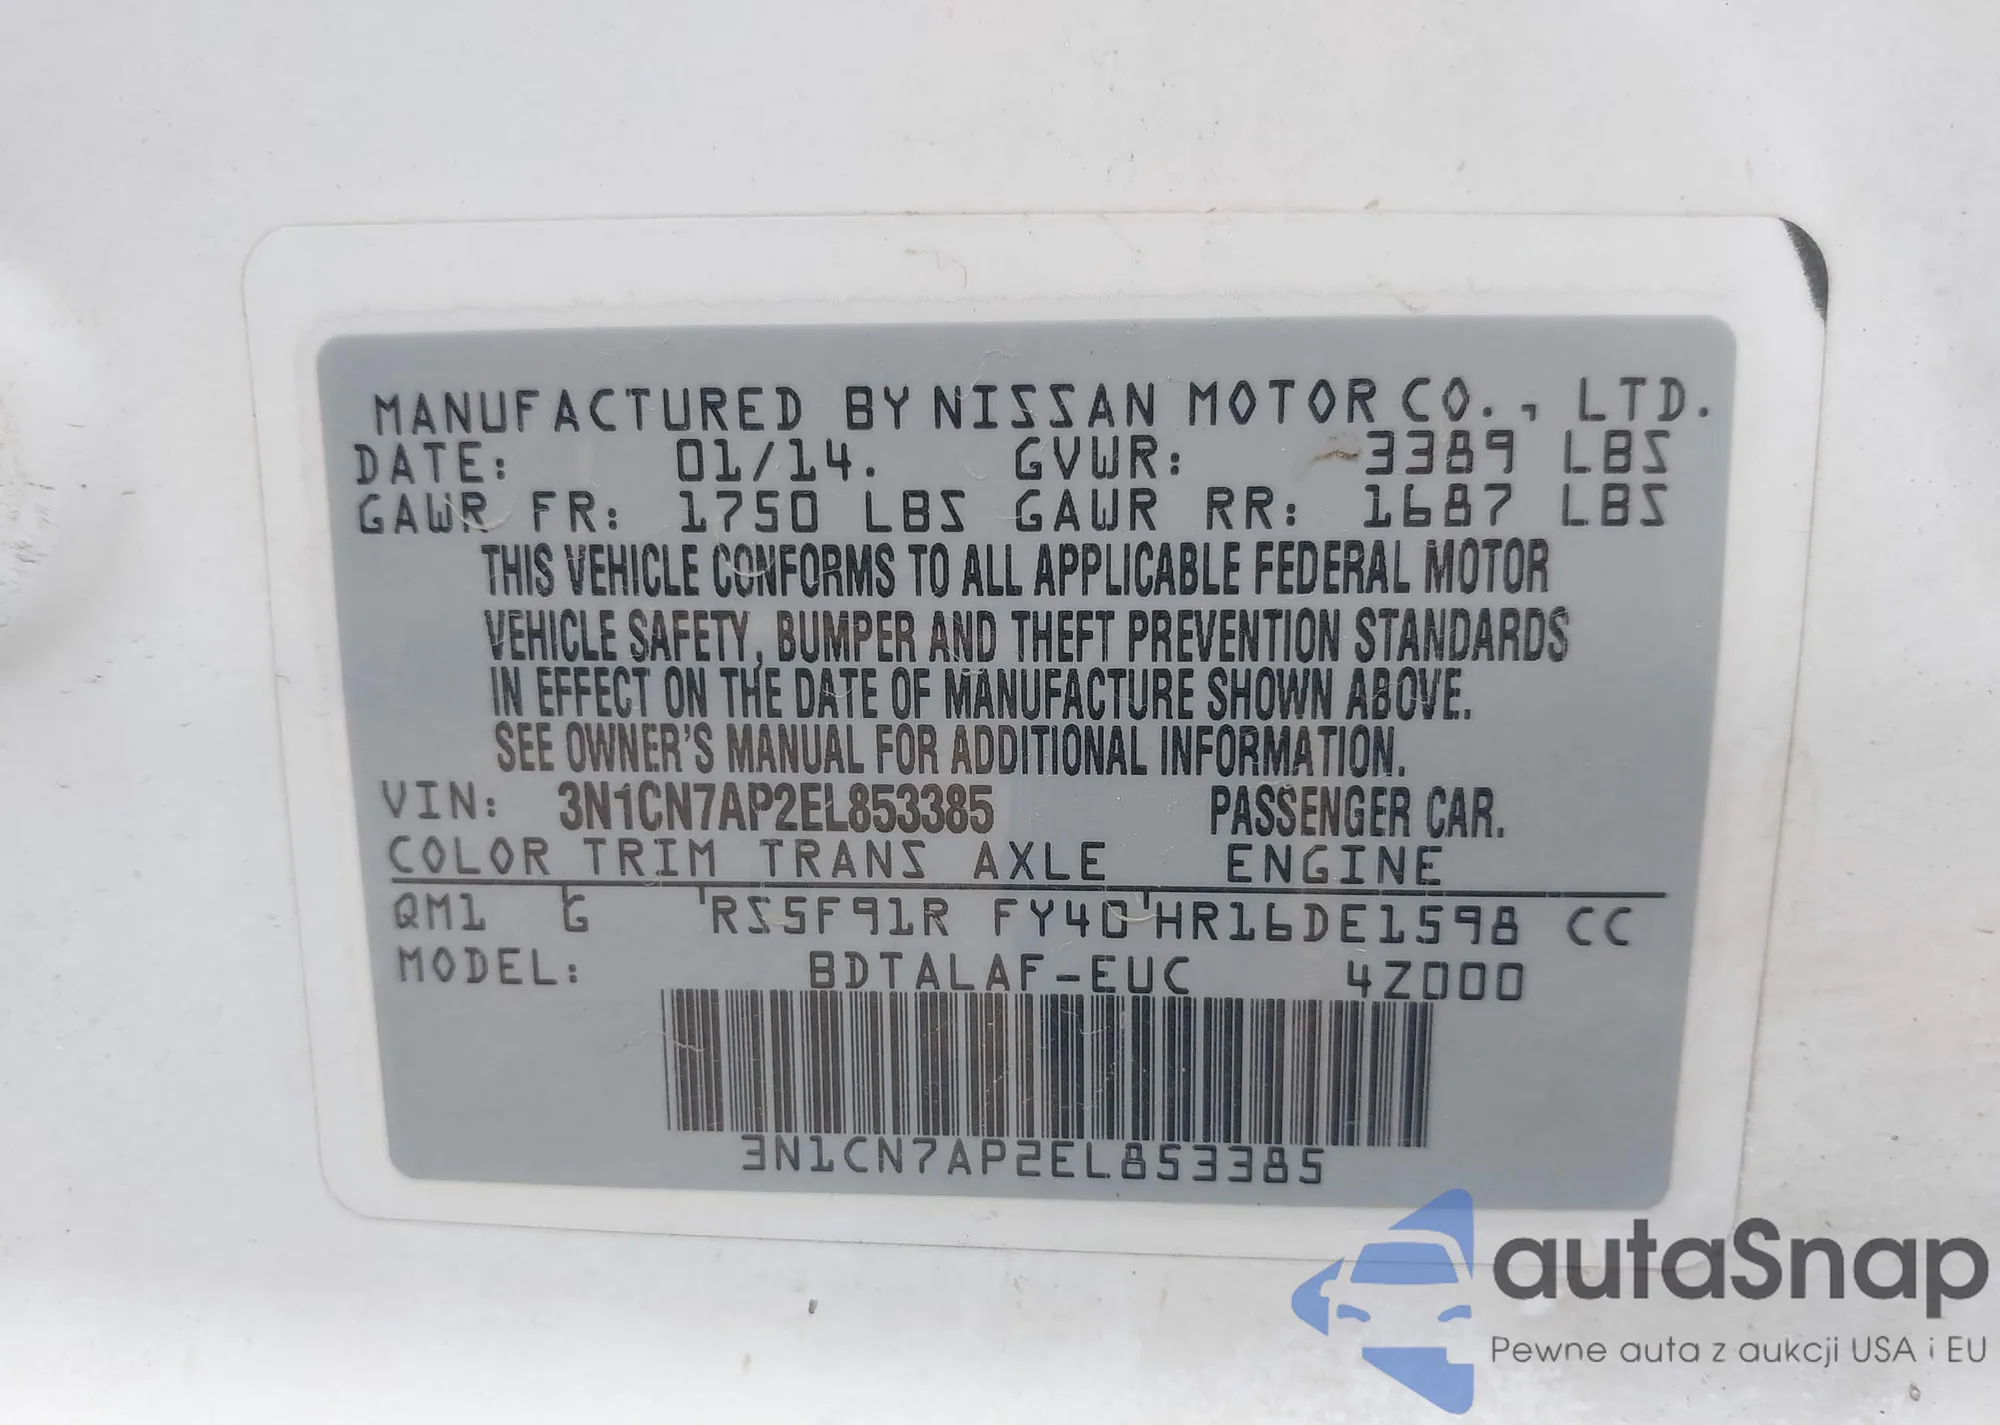 MANUFACTURED BY NISSAN MOTOR CO., LTD.
DATE: 01/14. GVWR: 3389 LBS
GAWR FR: 1750 LBS GAWR RR: 1687 LBS
THIS VEHICLE CONFORMS TO ALL APPLICABLE FEDERAL MOTOR
VEHICLE SAFETY, BUMPER AND THEFT PREVENTION STANDARDS
IN EFFECT ON THE DATE OF MANUFACTURE SHOWN ABOVE.
SEE OWNER'S MANUAL FOR ADDITIONAL INFORMATION.
VIN: 3N1CN7AP2EL853385 PASSENGER CAR.
COLOR TRIM TRANS AXLE ENGINE
QM1 G RS5F91R FY40 HR16DE1598 CC
MODEL: BDTALAF-EUC 4Z000
3N1CN7AP2EL853385
autaSnap
Pewne auta z aukcji USA i EU